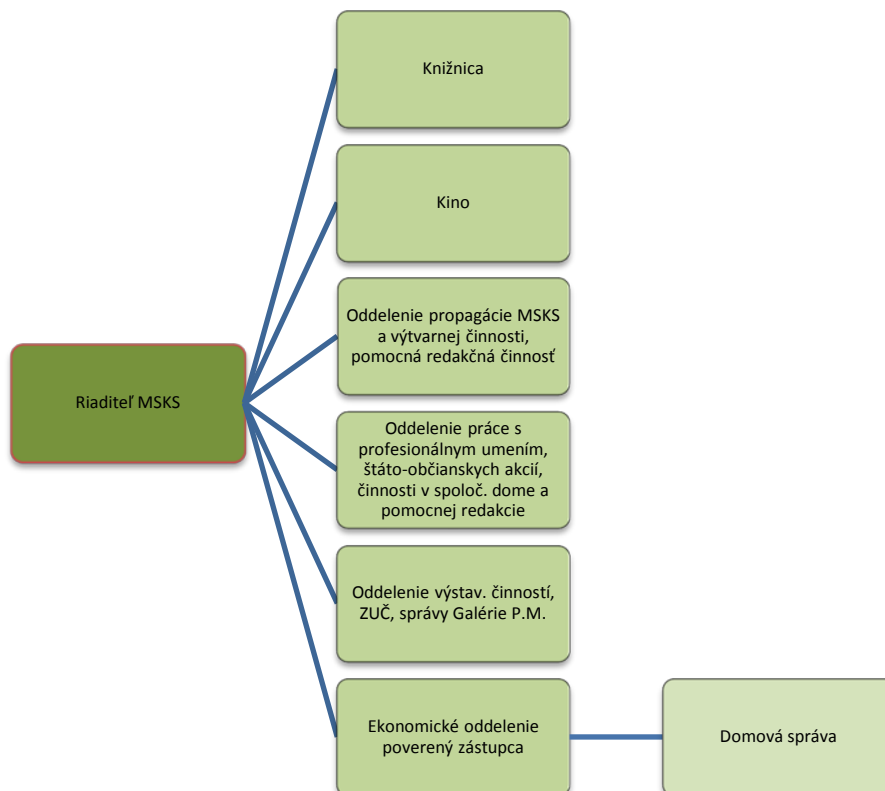 Knižnica
Kino
Oddelenie propagácie MSKS
a výtvarnej činnosti,
pomocná redakčná činnosť
Riaditeľ MSKS
Oddelenie práce s
profesionálnym umením,
štáto-občianskych akcií,
činnosti v spoloč. dome a
pomocnej redakcie
Oddelenie výstav. činností,
ZUČ, správy Galérie P.M.
Ekonomické oddelenie
poverený zástupca
Domová správa